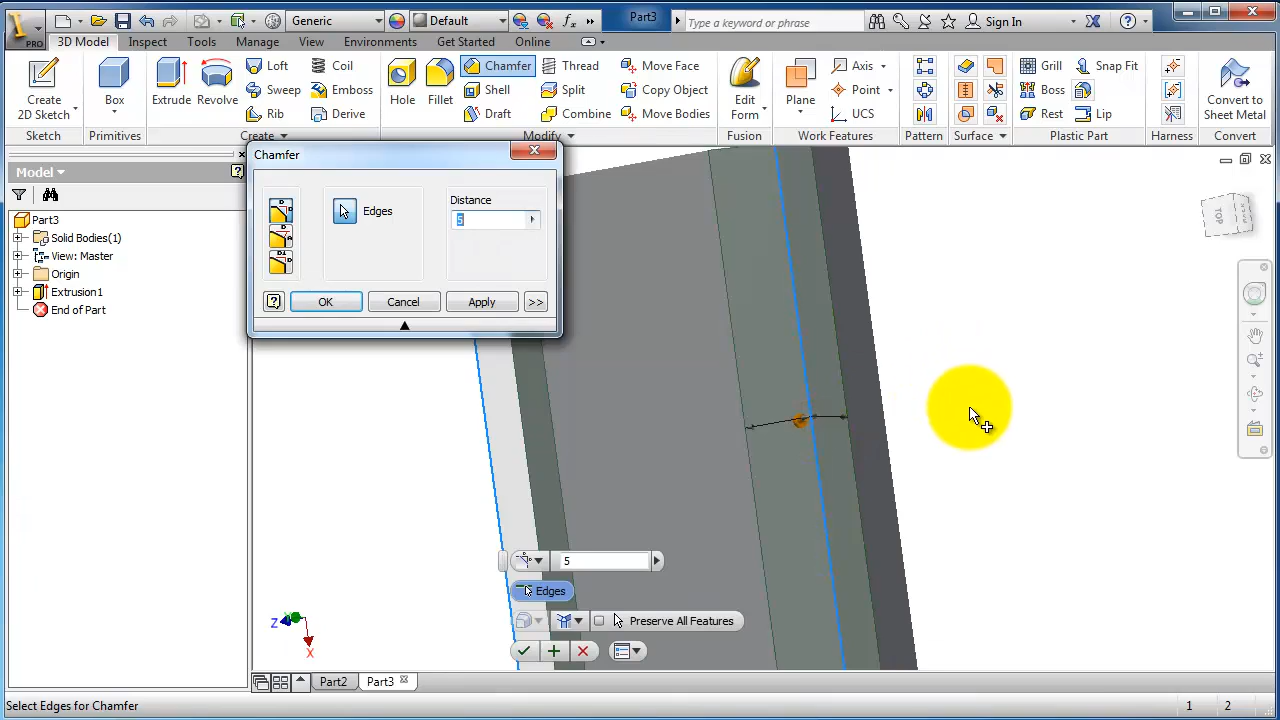 Generic
Default
Part3
Type a keyword or phrase
Sign In
PRO
3D Model
Inspect
Tools
Manage
View
Environments
Get Started
Online
Create 2D Sketch
Sketch
Box
Primitives
Extrude
Revolve
Loft
Sweep
Rib
Coil
Emboss
Derive
Create
Hole
Fillet
Chamfer
Shell
Draft
Thread
Split
Combine
Move Face
Copy Object
Move Bodies
Modify
Edit Form
Fusion
Plane
Axis
Point
UCS
Work Features
Pattern
Surface
Grill
Boss
Rest
Snap Fit
Lip
Plastic Part
Harness
Convert to Sheet Metal
Convert
Model
Part3
Solid Bodies(1)
View: Master
Origin
Extrusion1
End of Part
Chamfer
Edges
Distance
5
OK
Cancel
Apply
>>
TOP
5
Edges
Preserve All Features
Z
X
Part2
Part3
Select Edges for Chamfer
1
2